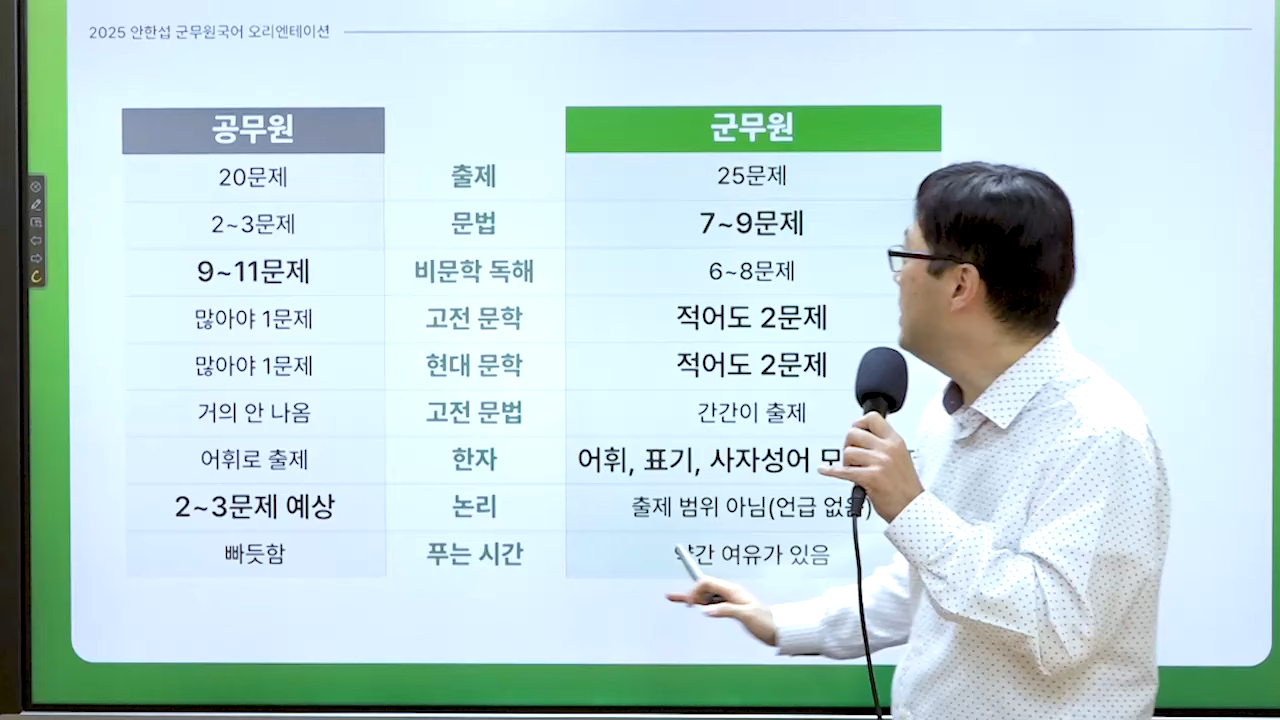 2025 안한섭 군무원국어 오리엔테이션
공무원 군무원
20문제 출제 25문제
2~3문제 문법 7~9문제
9~11문제 비문학 독해 6~8문제
많아야 1문제 고전 문학 적어도 2문제
많아야 1문제 현대 문학 적어도 2문제
거의 안 나옴 고전 문법 간간이 출제
어휘로 출제 한자 어휘, 표기, 사자성어
2~3문제 예상 논리 출제 범위 아님(언급 없음)
빠듯함 푸는 시간 여유가 있음